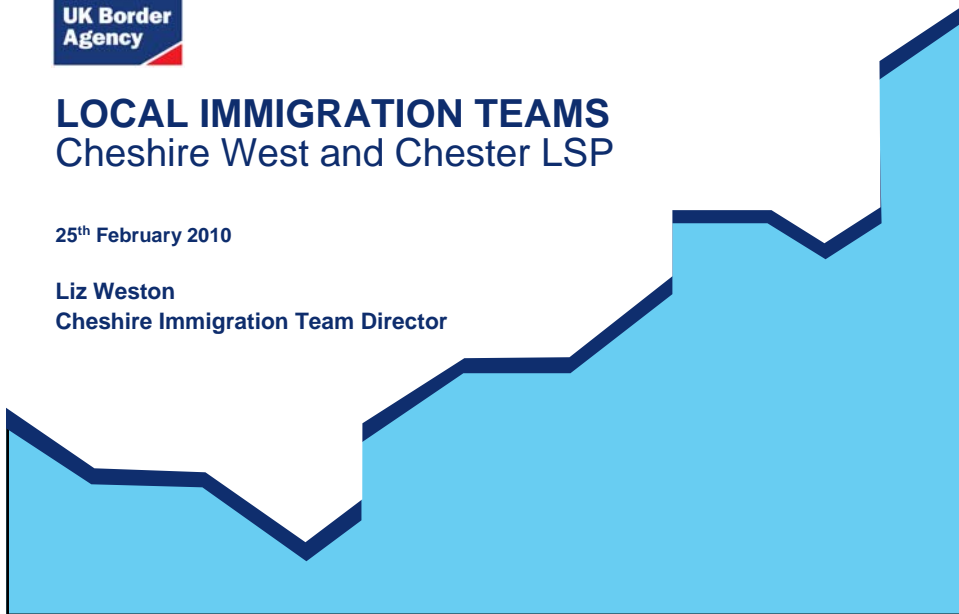 UK Border
Agency
LOCAL IMMIGRATION TEAMS
Cheshire West and Chester LSP
25th February 2010
Liz Weston
Cheshire Immigration Team Director